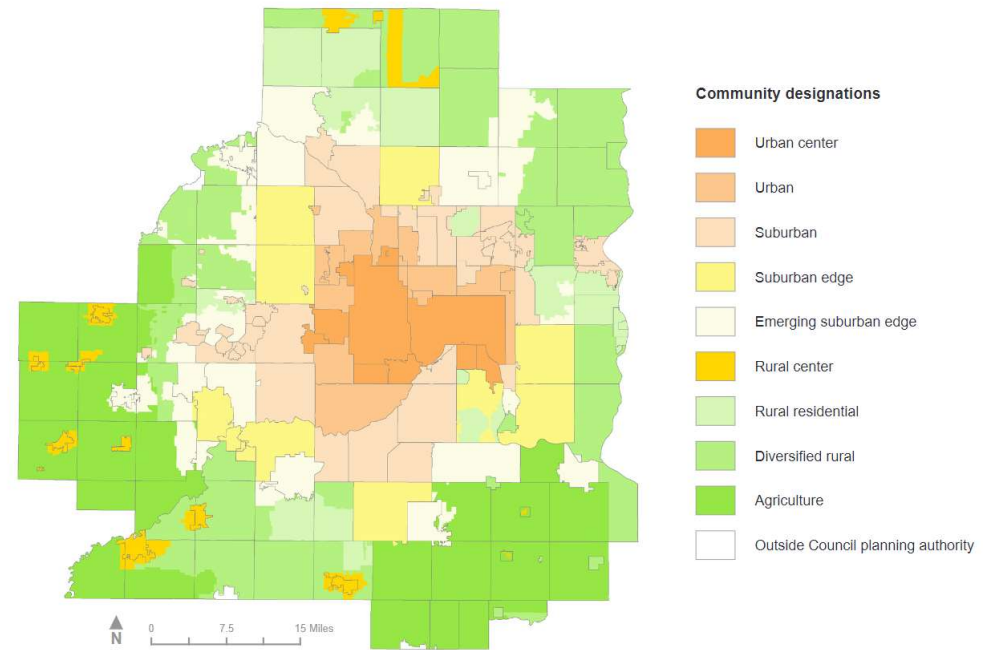 Community designations
Urban center
Urban
Suburban
Suburban edge
Emerging suburban edge
Rural center
Rural residential
Diversified rural
Agriculture
Outside Council planning authority
N
0 7.5 15 Miles